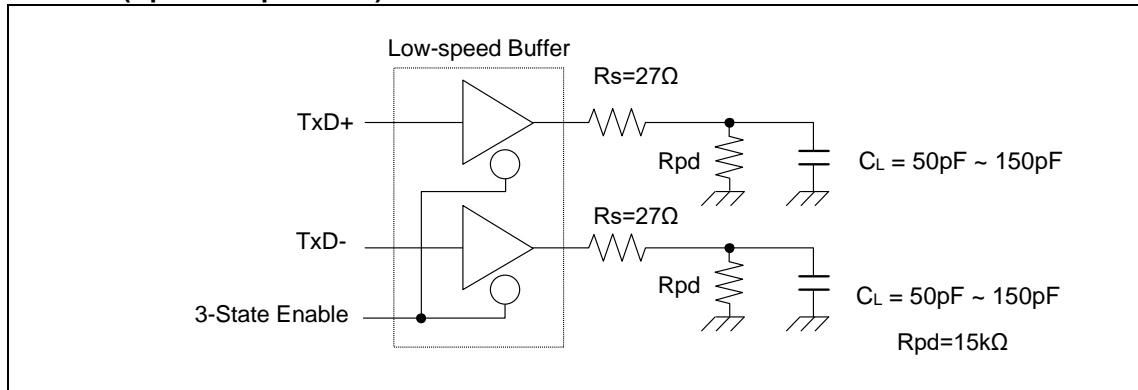 Low-speed Buffer
Rs=27Ω
TxD+
Rpd
CL = 50pF ~ 150pF
Rs=27Ω
TxD-
Rpd
CL = 50pF ~ 150pF
3-State Enable
Rpd=15kΩ